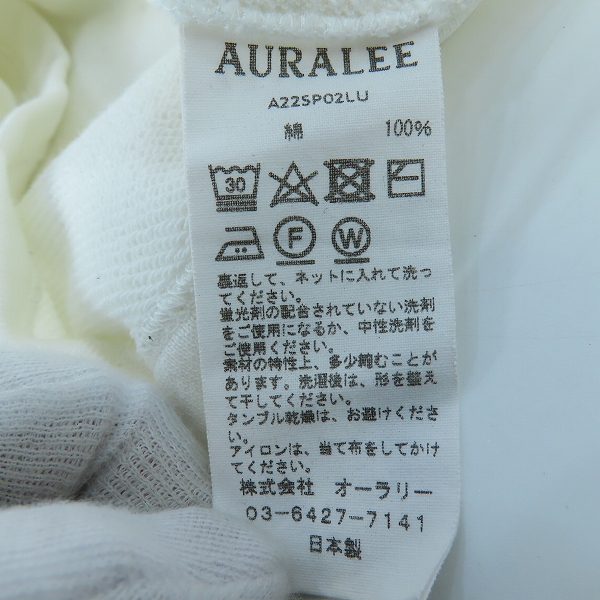 AURALEE
A22SP02LU
綿 100%
30
F W
裏返して、ネットに入れて洗っ
てください。
蛍光剤の配合されていない洗剤
をご使用になるか、中性洗剤を
ご使用ください。
素材の特性上、多少縮むことが
あります。洗濯後は、形を整え
て干してください。
タンブル乾燥は、お避けくださ
い。
アイロンは、当て布をしてかけ
てください。
株式会社 オーラリー
03-6427-7141
日本製